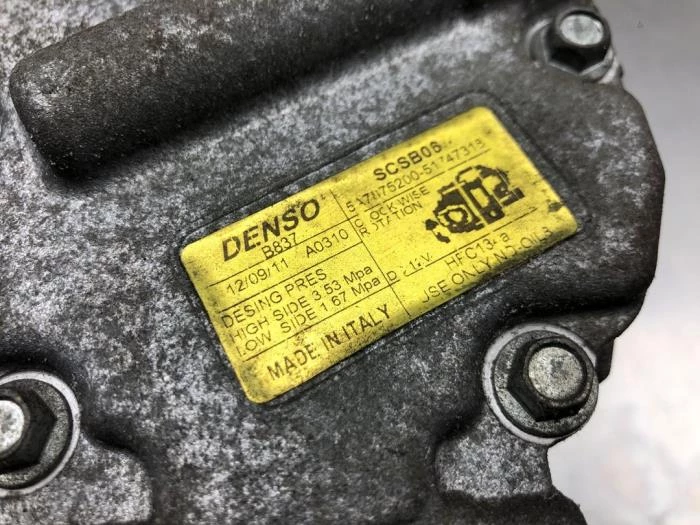 DENSO
B837
12/09/11 A0310
DESING PRES
HIGH SIDE 3.53 Mpa
LOW SIDE 1.67 Mpa
MADE IN ITALY
SCSB06
CLOCKWISE
ROTATION
USE ONLY